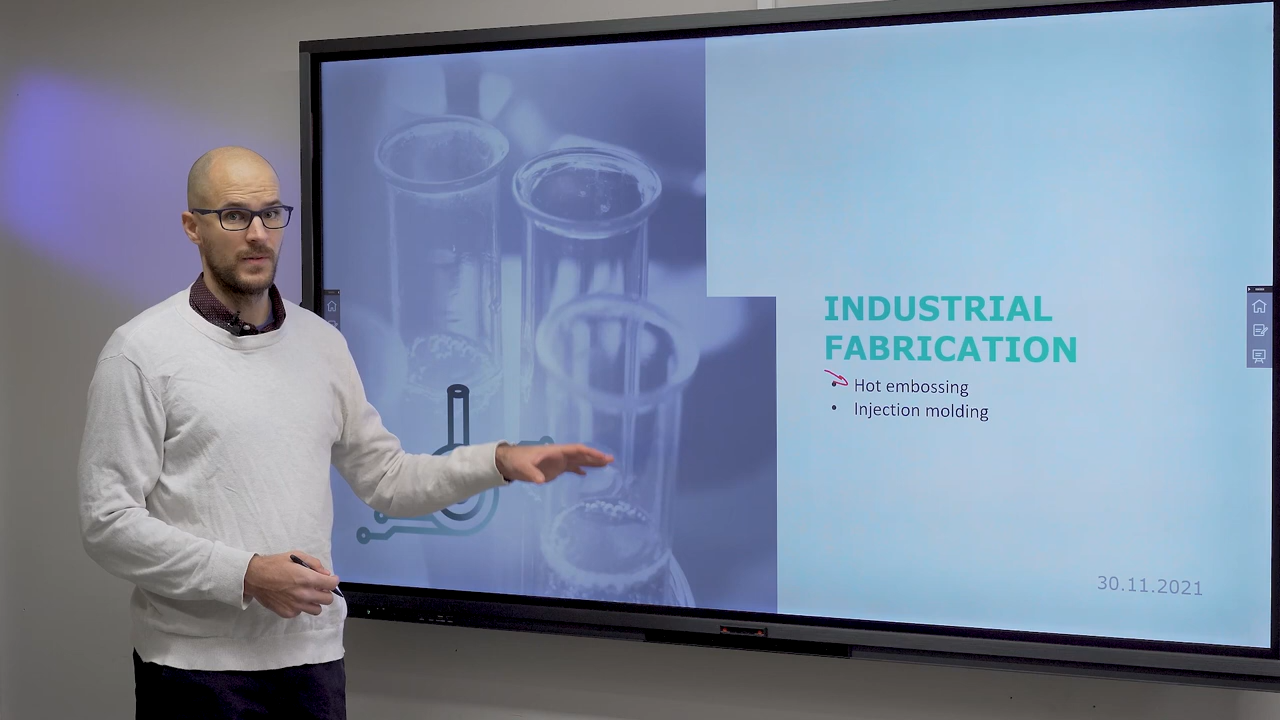 INDUSTRIAL
FABRICATION
• Hot embossing
• Injection molding
30.11.2021